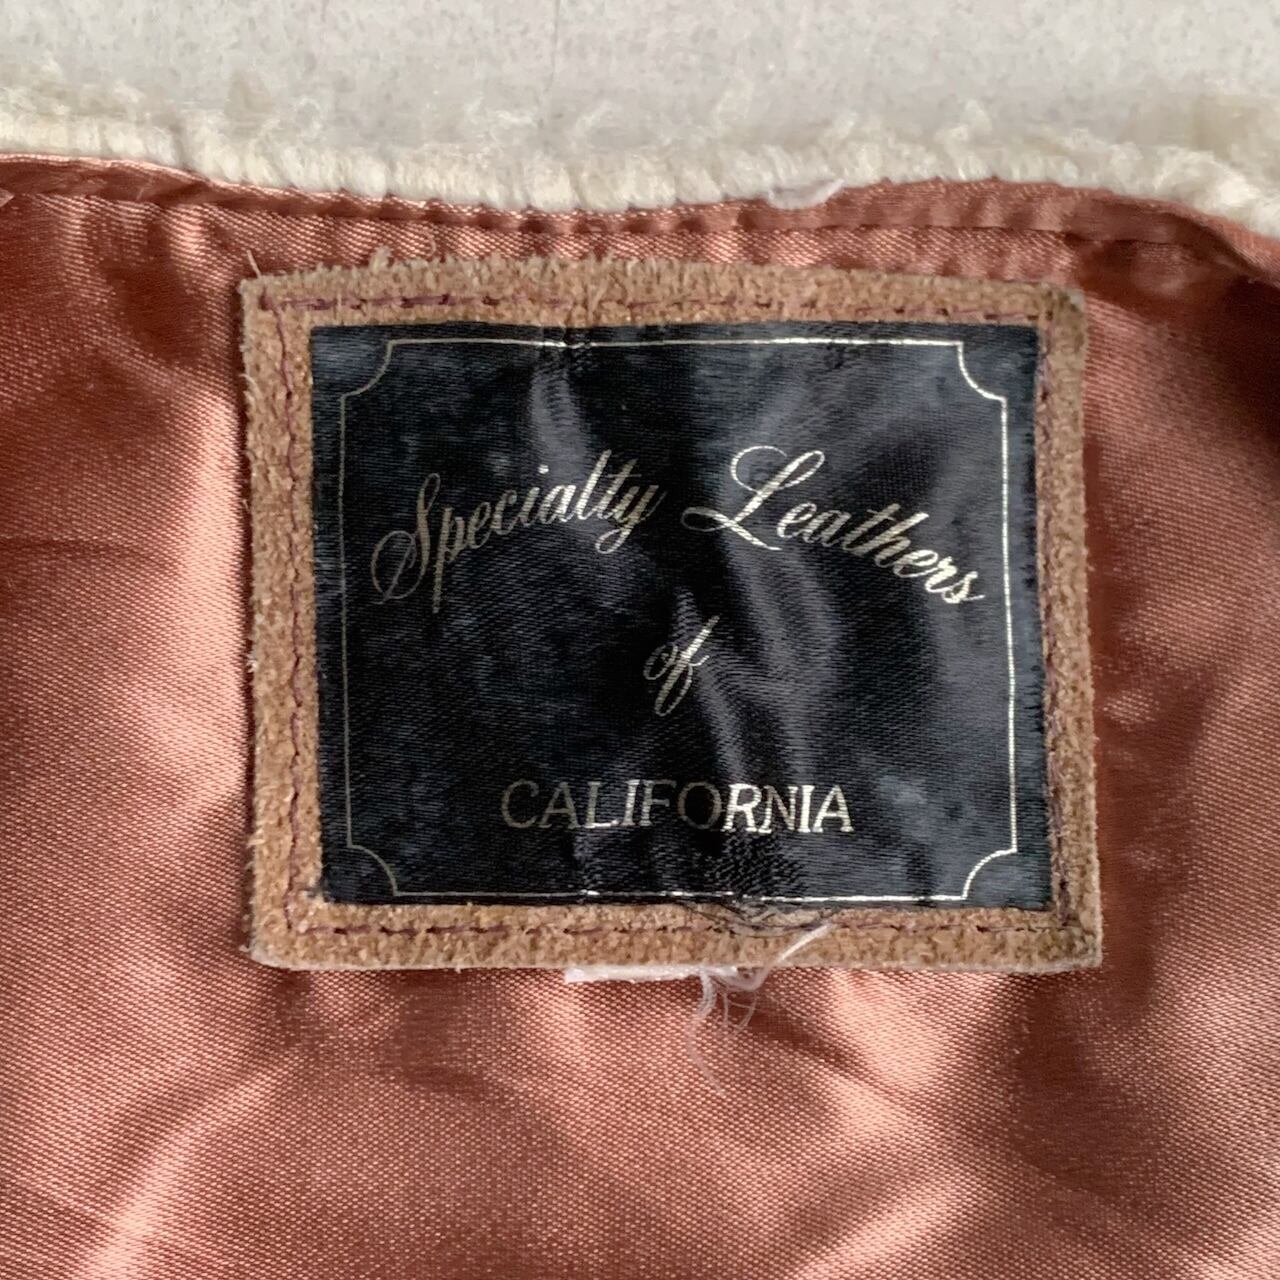 Specialty Leathers
of
CALIFORNIA